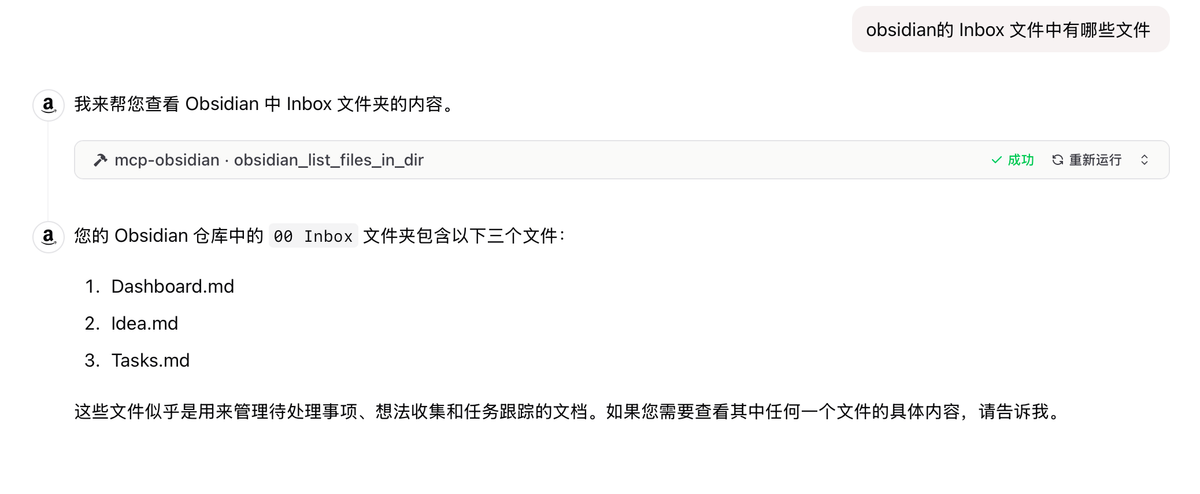 obsidian的 Inbox 文件中有哪些文件
a
我来帮您查看 Obsidian 中 Inbox 文件夹的内容。
mcp-obsidian · obsidian_list_files_in_dir
成功 重新运行
a
您的 Obsidian 仓库中的 00 Inbox 文件夹包含以下三个文件：
1. Dashboard.md
2. Idea.md
3. Tasks.md
这些文件似乎是用来管理待处理事项、想法收集和任务跟踪的文档。如果您需要查看其中任何一个文件的具体内容，请告诉我。